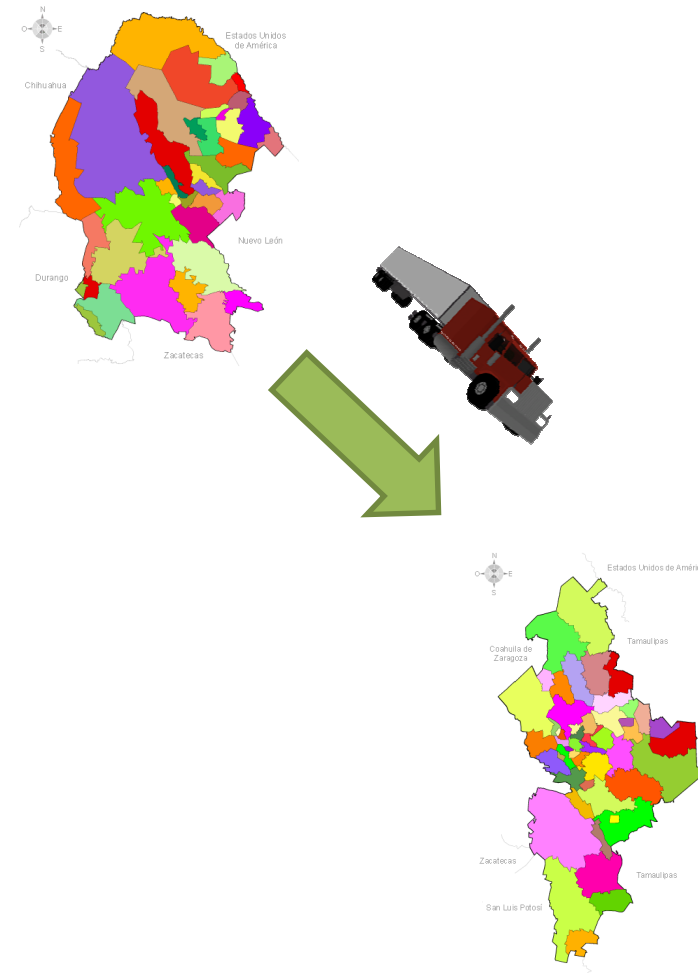 N
O
E
S
Estados Unidos
de América
Chihuahua
Nuevo León
Durango
Zacatecas
N
O
E
S
Estados Unidos de Améri
Tamaulipas
Coahuila de
Zaragoza
Zacatecas
Tamaulipas
San Luis Potosí